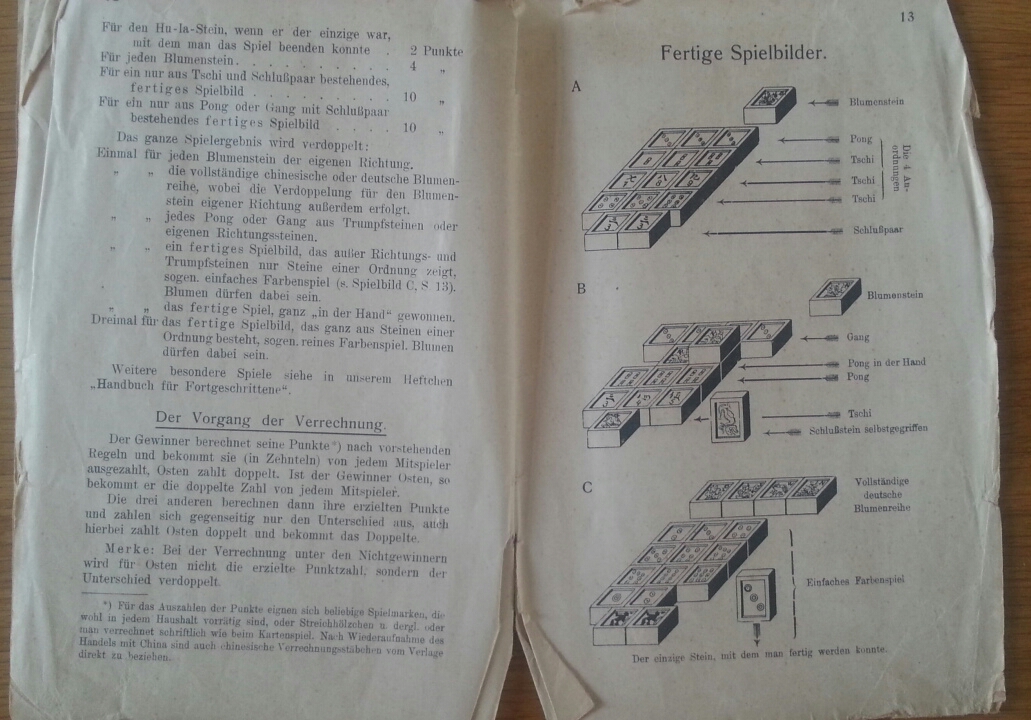 Für den Hu-la-Stein, wenn er der einzige war,
mit dem man das Spiel beenden konnte . 2 Punkte
Für jeden Blumenstein. . . . . . . . . 4 „
Für ein nur aus Tschi und Schlußpaar bestehendes,
fertiges Spielbild . . . . . . . . . 10 „
Für ein nur aus Pong oder Gang mit Schlußpaar
bestehendes fertiges Spielbild . . . . 10 „
Das ganze Spielergebnis wird verdoppelt:
Einmal für jeden Blumenstein der eigenen Richtung.
„ „ die vollständige chinesische oder deutsche Blumen-
reihe, wobei die Verdoppelung für den Blumen-
stein eigener Richtung außerdem erfolgt.
„ „ jedes Pong oder Gang aus Trumpfsteinen oder
eigenen Richtungssteinen.
„ „ ein fertiges Spielbild, das außer Richtungs- und
Trumpfsteinen nur Steine einer Ordnung zeigt,
sogen. einfaches Farbenspiel (s. Spielbild C, S. 13).
Blumen dürfen dabei sein.
„ „ das fertige Spiel, ganz „in der Hand“ gewonnen.
Dreimal für das fertige Spielbild, das ganz aus Steinen einer
Ordnung besteht, sogen. reines Farbenspiel. Blumen
dürfen dabei sein.
Weitere besondere Spiele siehe in unserem Heftchen
„Handbuch für Fortgeschrittene“.
Der Vorgang der Verrechnung.
Der Gewinner berechnet seine Punkte*) nach vorstehenden
Regeln und bekommt sie (in Zehnteln) von jedem Mitspieler
ausgezahlt, Osten zahlt doppelt. Ist der Gewinner Osten, so
bekommt er die doppelte Zahl von jedem Mitspieler.
Die drei anderen berechnen dann ihre erzielten Punkte
und zahlen sich gegenseitig nur den Unterschied aus, auch
hierbei zahlt Osten doppelt und bekommt das Doppelte.
Merke: Bei der Verrechnung unter den Nichtgewinnern
wird für Osten nicht die erzielte Punktzahl, sondern der
Unterschied verdoppelt.
*) Für das Auszahlen der Punkte eignen sich beliebige Spielmarken, die
wohl in jedem Haushalt vorrätig sind, oder Streichhölzchen u. dergl. oder
man verrechnet schriftlich wie beim Kartenspiel. Nach Wiederaufnahme des
Handels mit China sind auch chinesische Verrechnungsstäbchen vom Verlage
direkt zu beziehen.
13
Fertige Spielbilder.
A
Blumenstein
Pong
Tschi
Tschi
Tschi
Die 4 An-
ordnungen
Schlußpaar
B
Blumenstein
Gang
Pong in der Hand
Pong
Tschi
Schlußstein selbstgegriffen
C
Vollständige
deutsche
Blumenreihe
Einfaches Farbenspiel
Der einzige Stein, mit dem man fertig werden konnte.